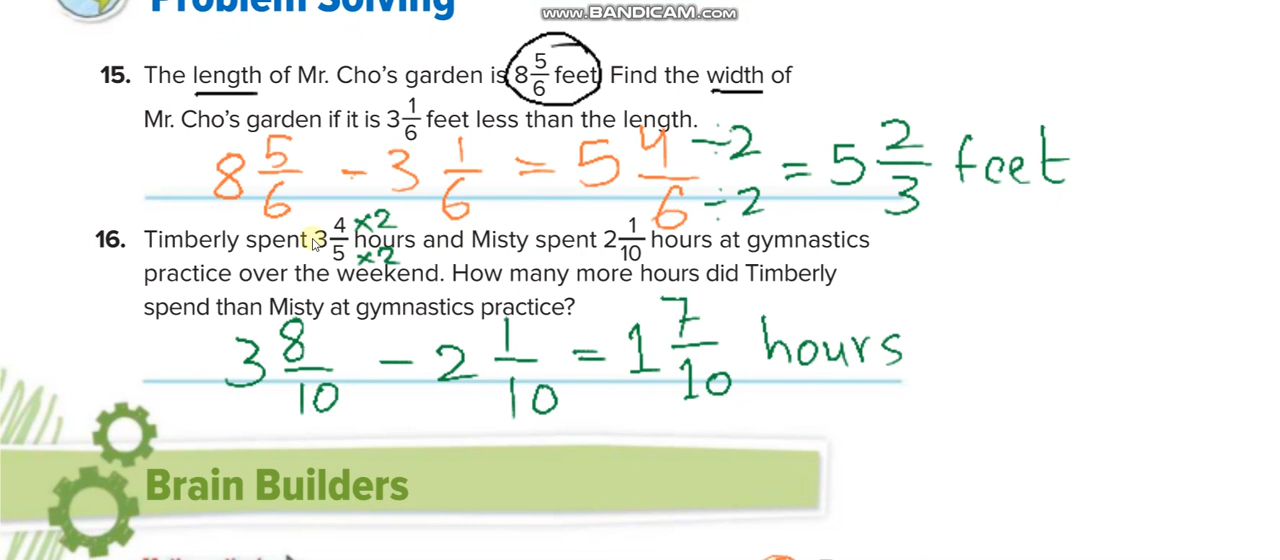 Problem Solving
www.BANDICAM.com
15. The length of Mr. Cho's garden is 8 5/6 feet. Find the width of
Mr. Cho's garden if it is 3 1/6 feet less than the length.
8 5/6 - 3 1/6 = 5 4/6 ÷2/÷2 = 5 2/3 feet
16. Timberly spent 3 4/5 ×2/×2 hours and Misty spent 2 1/10 hours at gymnastics
practice over the weekend. How many more hours did Timberly
spend than Misty at gymnastics practice?
3 8/10 - 2 1/10 = 1 7/10 hours
Brain Builders